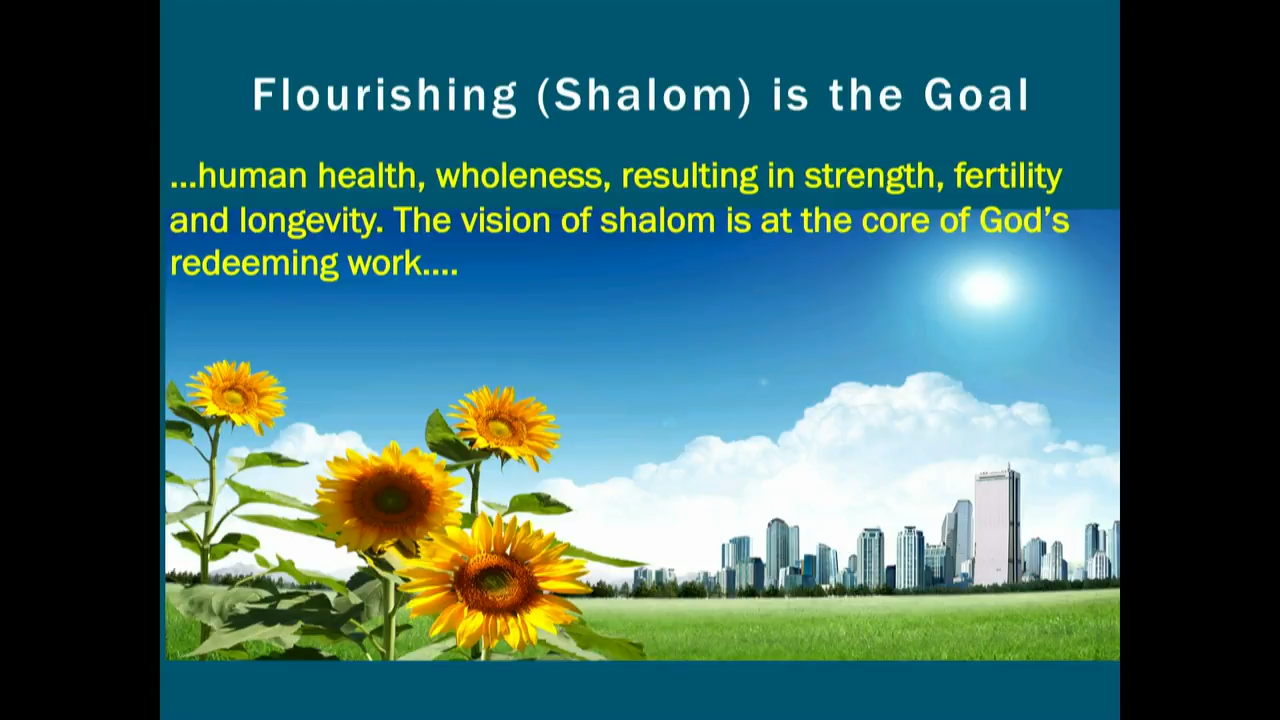 Flourishing (Shalom) is the Goal
...human health, wholeness, resulting in strength, fertility
and longevity. The vision of shalom is at the core of God’s
redeeming work....